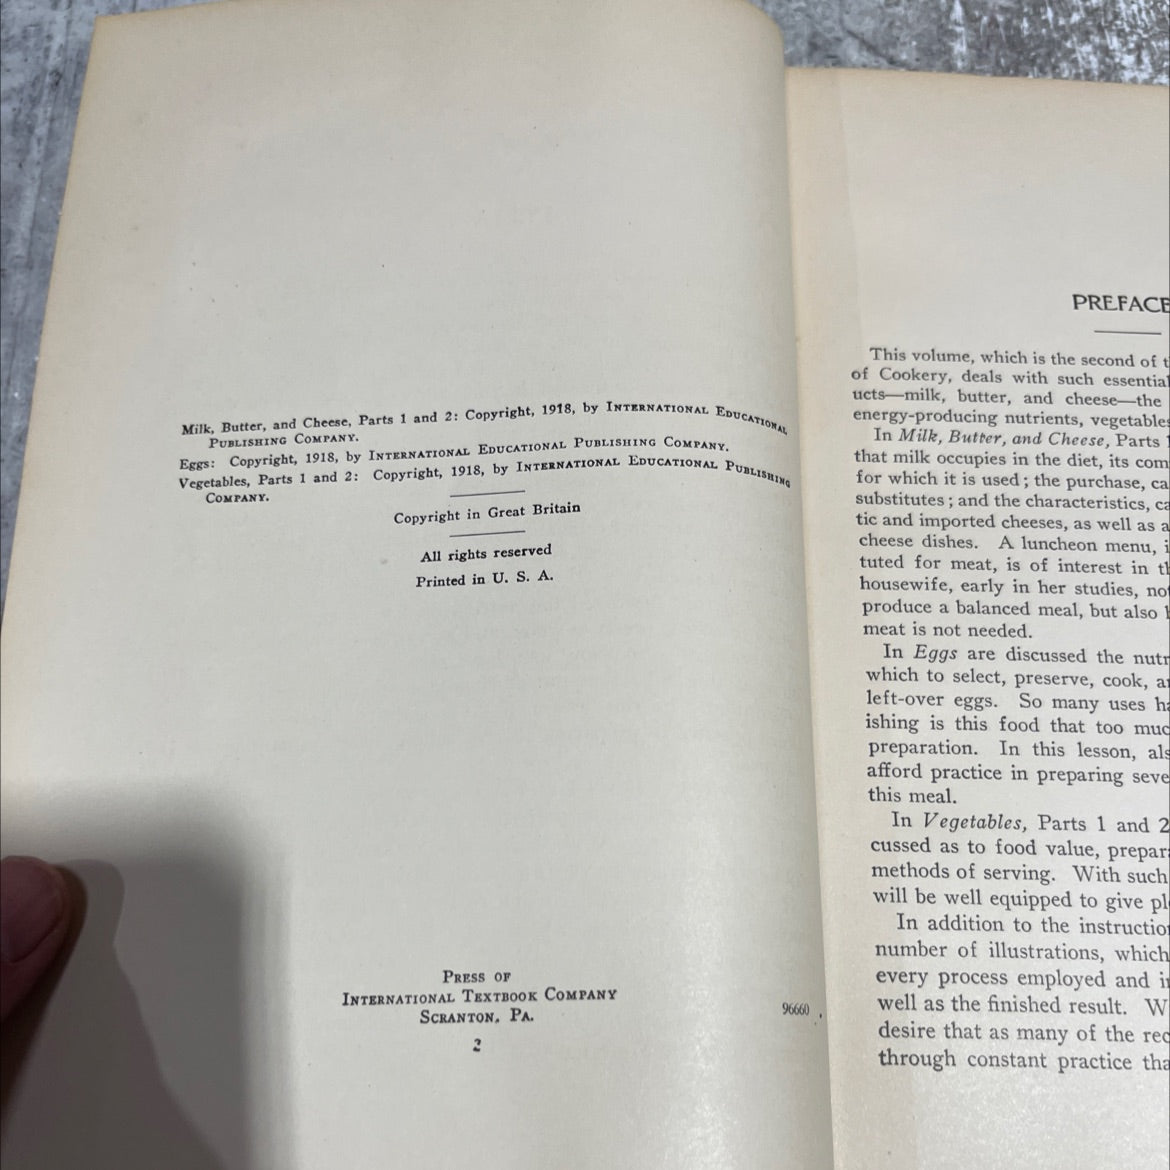 Milk, Butter, and Cheese, Parts 1 and 2: Copyright, 1918, by INTERNATIONAL EDUCATIONAL
PUBLISHING COMPANY.
Eggs: Copyright, 1918, by INTERNATIONAL EDUCATIONAL PUBLISHING COMPANY.
Vegetables, Parts 1 and 2: Copyright, 1918, by INTERNATIONAL EDUCATIONAL PUBLISHING
COMPANY.
Copyright in Great Britain
All rights reserved
Printed in U. S. A.
PRESS OF
INTERNATIONAL TEXTBOOK COMPANY
SCRANTON, PA.
96660
2
PREFACE
This volume, which is the second of
of Cookery, deals with such essential
ucts—milk, butter, and cheese—the
energy-producing nutrients, vegetables
In Milk, Butter, and Cheese, Parts 1
that milk occupies in the diet, its com
for which it is used; the purchase, ca
substitutes; and the characteristics, ca
tic and imported cheeses, as well as a
cheese dishes. A luncheon menu, i
tuted for meat, is of interest in th
housewife, early in her studies, not
produce a balanced meal, but also
meat is not needed.
In Eggs are discussed the nutr
which to select, preserve, cook, a
left-over eggs. So many uses ha
ishing is this food that too muc
preparation. In this lesson, als
afford practice in preparing seve
this meal.
In Vegetables, Parts 1 and 2
cussed as to food value, prepar
methods of serving. With such
will be well equipped to give pl
In addition to the instructio
number of illustrations, which
every process employed and i
well as the finished result. W
desire that as many of the rec
through constant practice tha